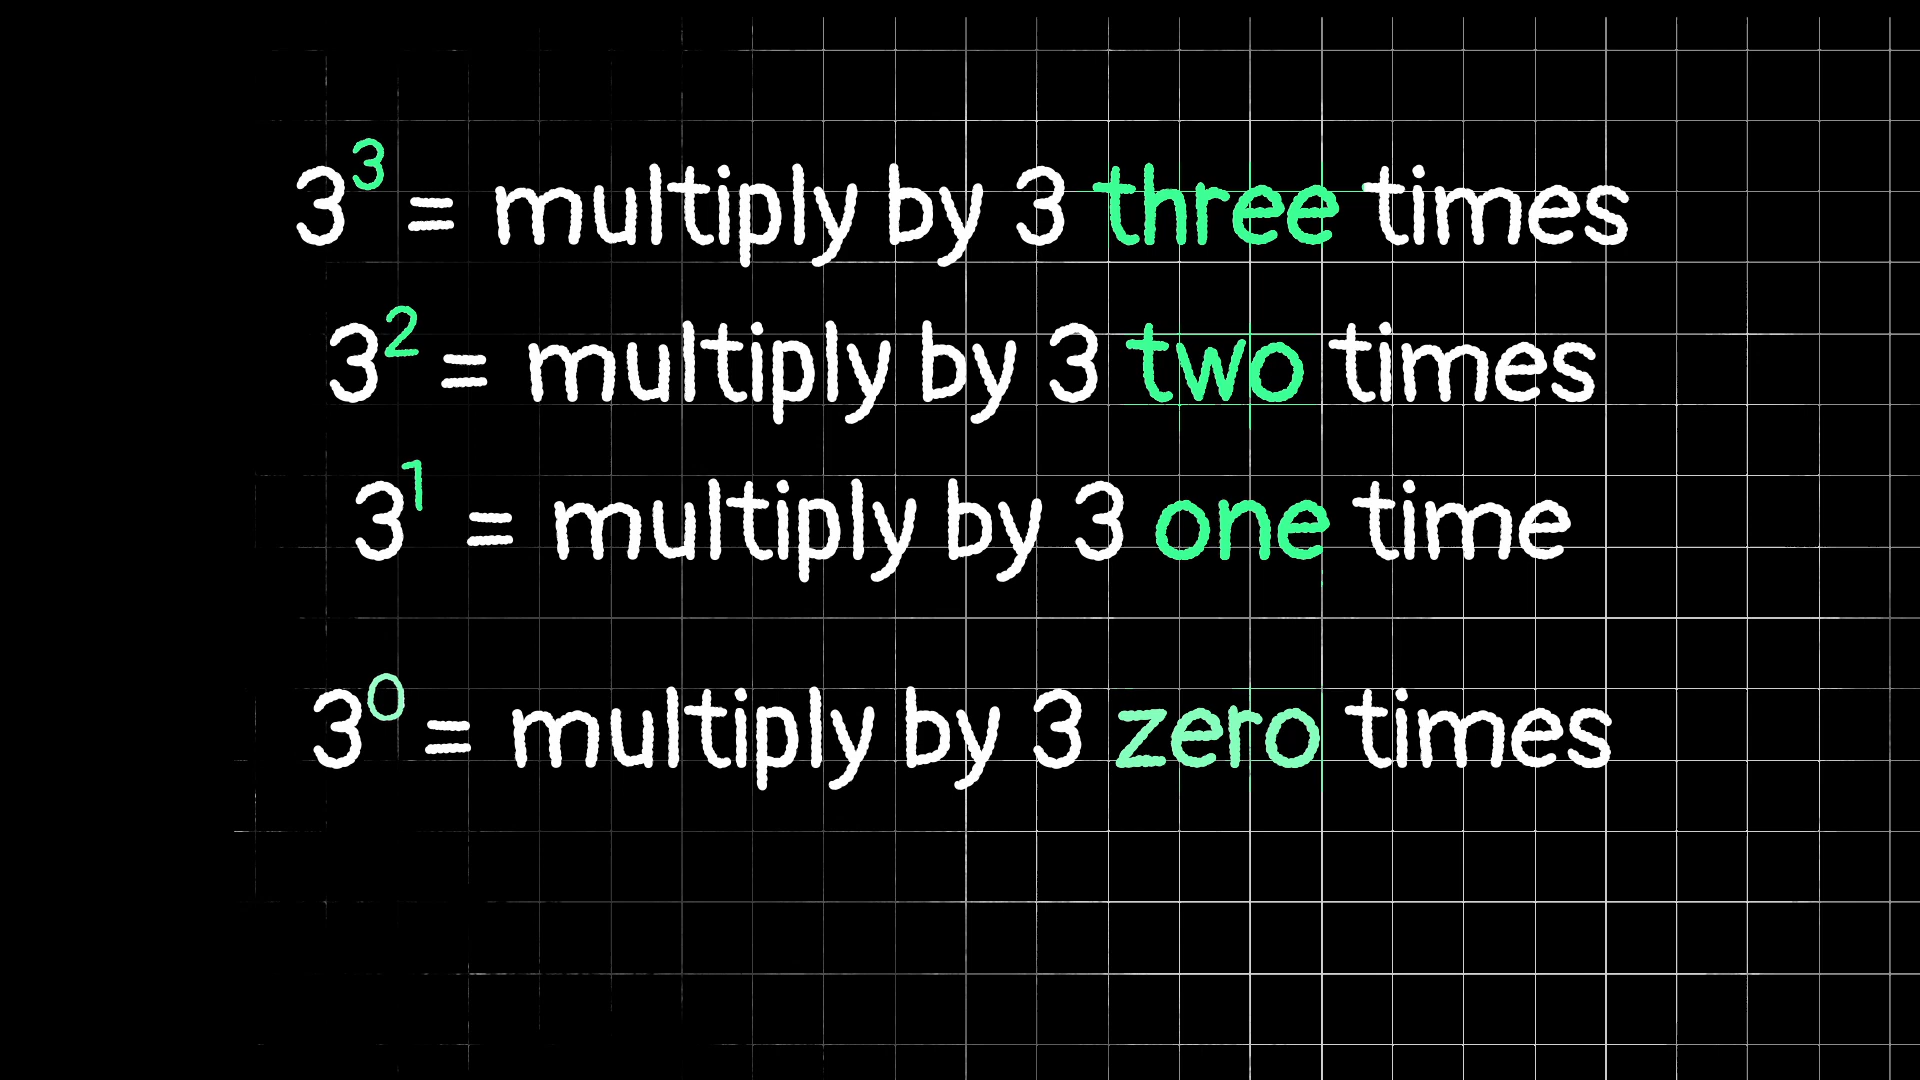 3³ = multiply by 3 three times
3² = multiply by 3 two times
3¹ = multiply by 3 one time
3⁰ = multiply by 3 zero times